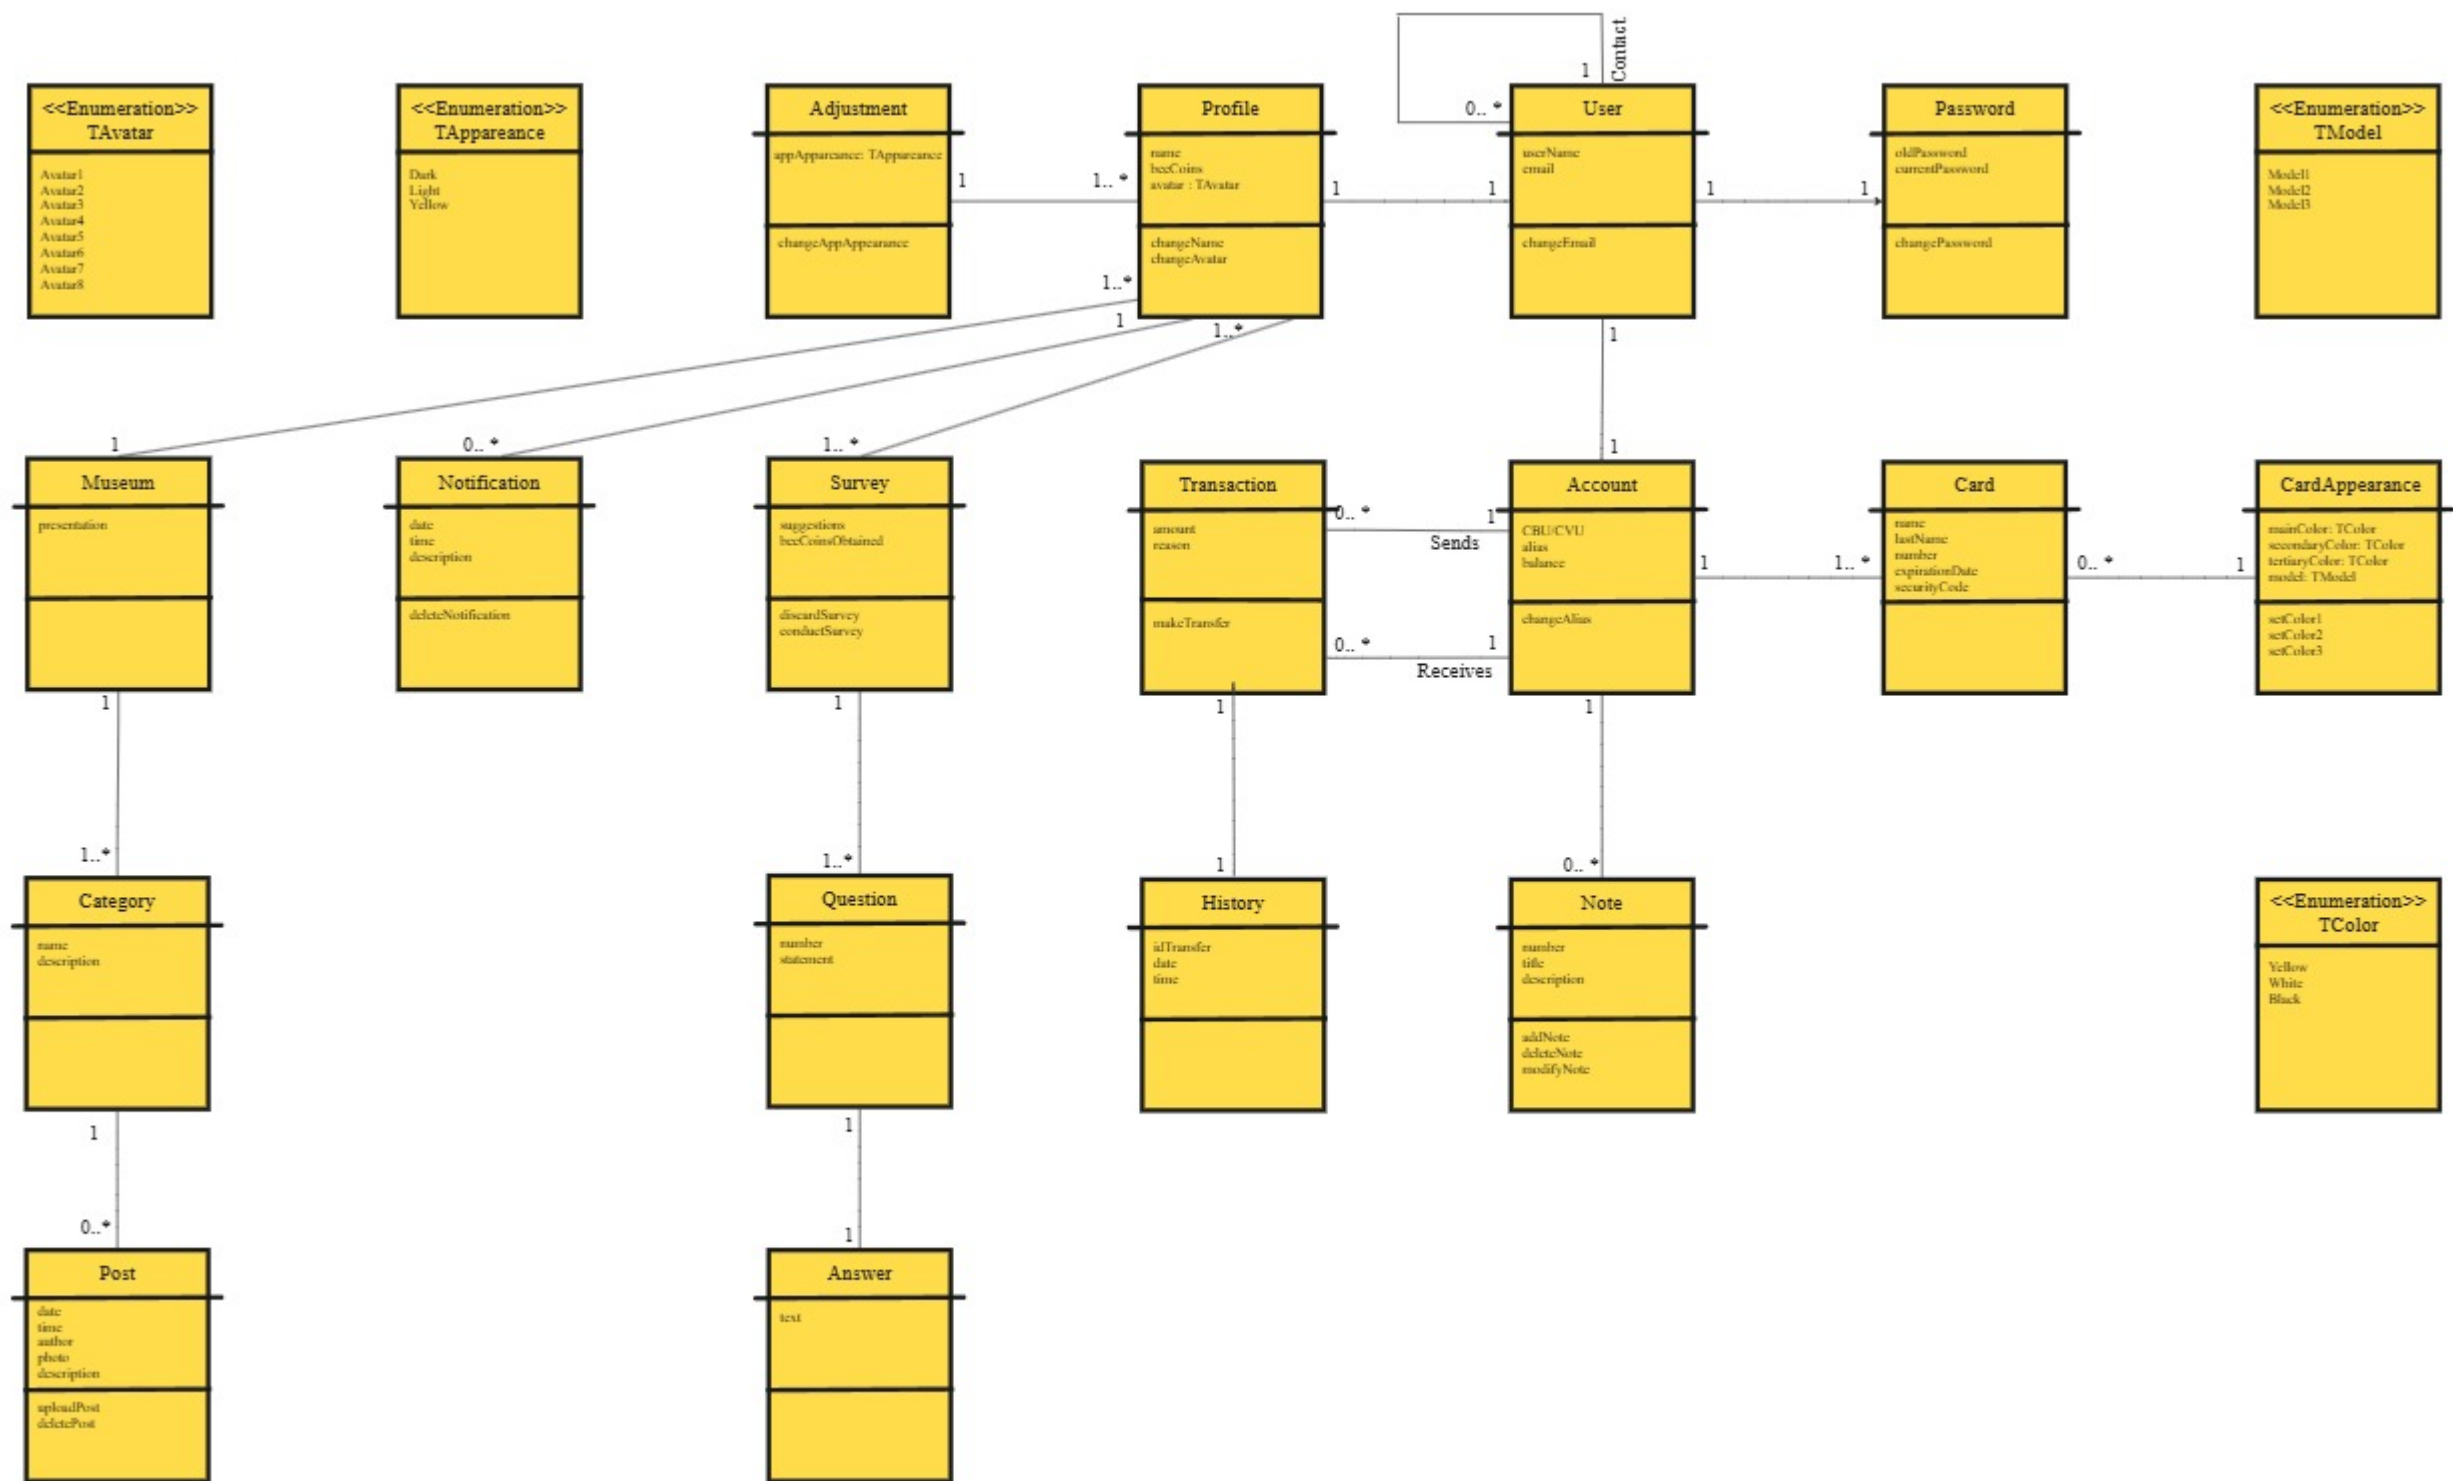 Contact
1
0.. *
<<Enumeration>>
TAvatar
Avatar1
Avatar2
Avatar3
Avatar4
Avatar5
Avatar6
Avatar7
Avatar8
<<Enumeration>>
TAppareance
Dark
Light
Yellow
Adjustment
appAppareance: TAppareance
changeAppAppearance
1
1.. *
Profile
name
beeCoins
avatar : TAvatar
changeName
changeAvatar
1
1
User
userName
email
changeEmail
1
1
Password
oldPassword
currentPassword
changePassword
<<Enumeration>>
TModel
Model1
Model2
Model3
1..*
1
1..*
1
1
0.. *
1.. *
1
Museum
presentation
Notification
date
time
description
deleteNotification
Survey
suggestions
beeCoinsObtained
discardSurvey
conductSurvey
Transaction
amount
reason
makeTransfer
0.. *
1
Sends
0.. *
1
Receives
Account
CBU/CVU
alias
balance
changeAlias
1
1.. *
Card
name
lastName
number
expirationDate
securityCode
0.. *
1
CardAppearance
mainColor: TColor
secondaryColor: TColor
tertiaryColor: TColor
model: TModel
setColor1
setColor2
setColor3
1
1
1
1
1..*
1..*
1
0.. *
Category
name
description
Question
number
statement
History
idTransfer
date
time
Note
number
title
description
addNote
deleteNote
modifyNote
<<Enumeration>>
TColor
Yellow
White
Black
1
1
0..*
1
Post
date
time
author
photo
description
uploadPost
deletePost
Answer
text